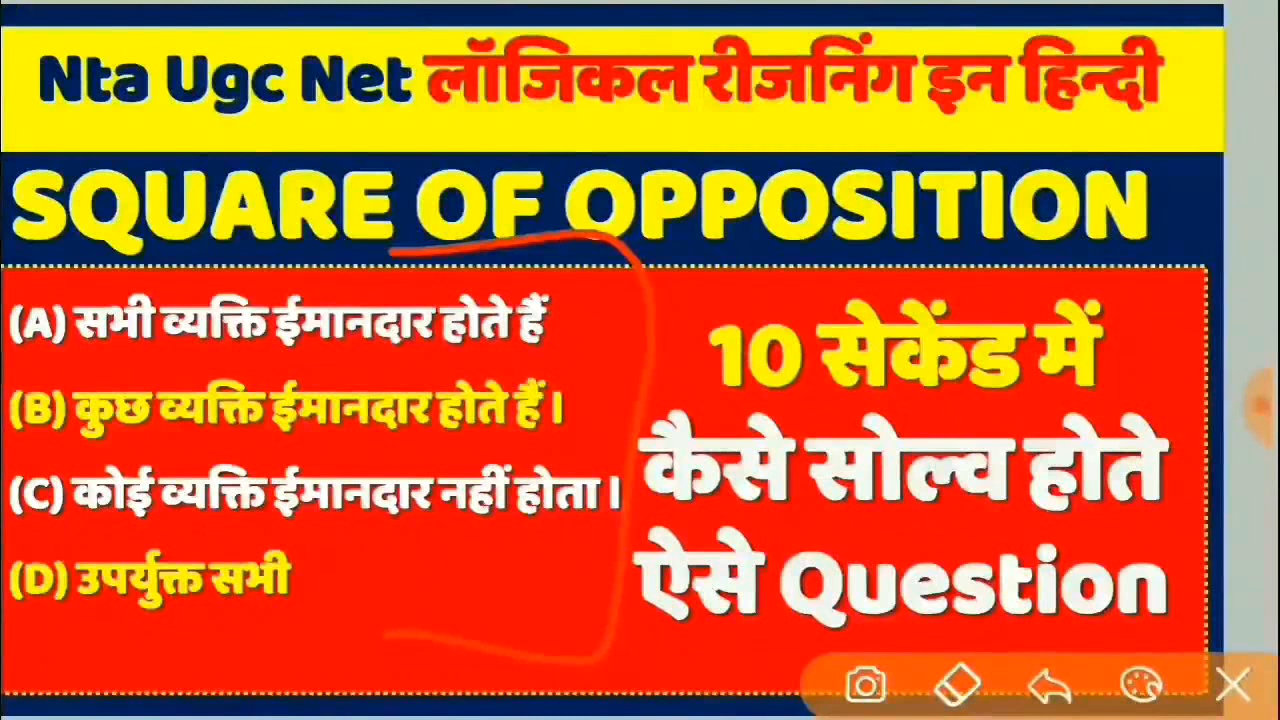 Nta Ugc Net लॉजिकल रीजनिंग इन हिन्दी
SQUARE OF OPPOSITION
(A) सभी व्यक्ति ईमानदार होते हैं
(B) कुछ व्यक्ति ईमानदार होते हैं।
(C) कोई व्यक्ति ईमानदार नहीं होता।
(D) उपर्युक्त सभी
10 सेकेंड में
कैसे सोल्व होते
ऐसे Question